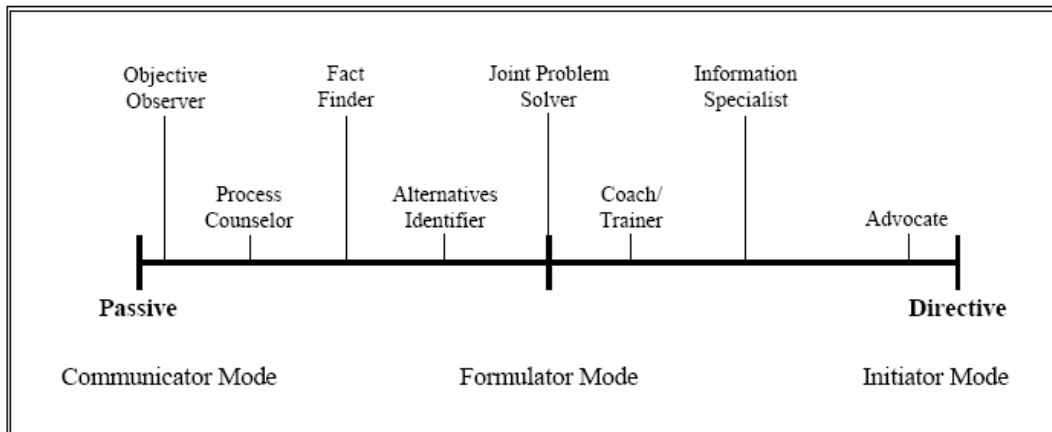 Objective
Observer
Fact
Finder
Joint Problem
Solver
Information
Specialist
Process
Counselor
Alternatives
Identifier
Coach/
Trainer
Advocate
Passive
Directive
Communicator Mode
Formulator Mode
Initiator Mode